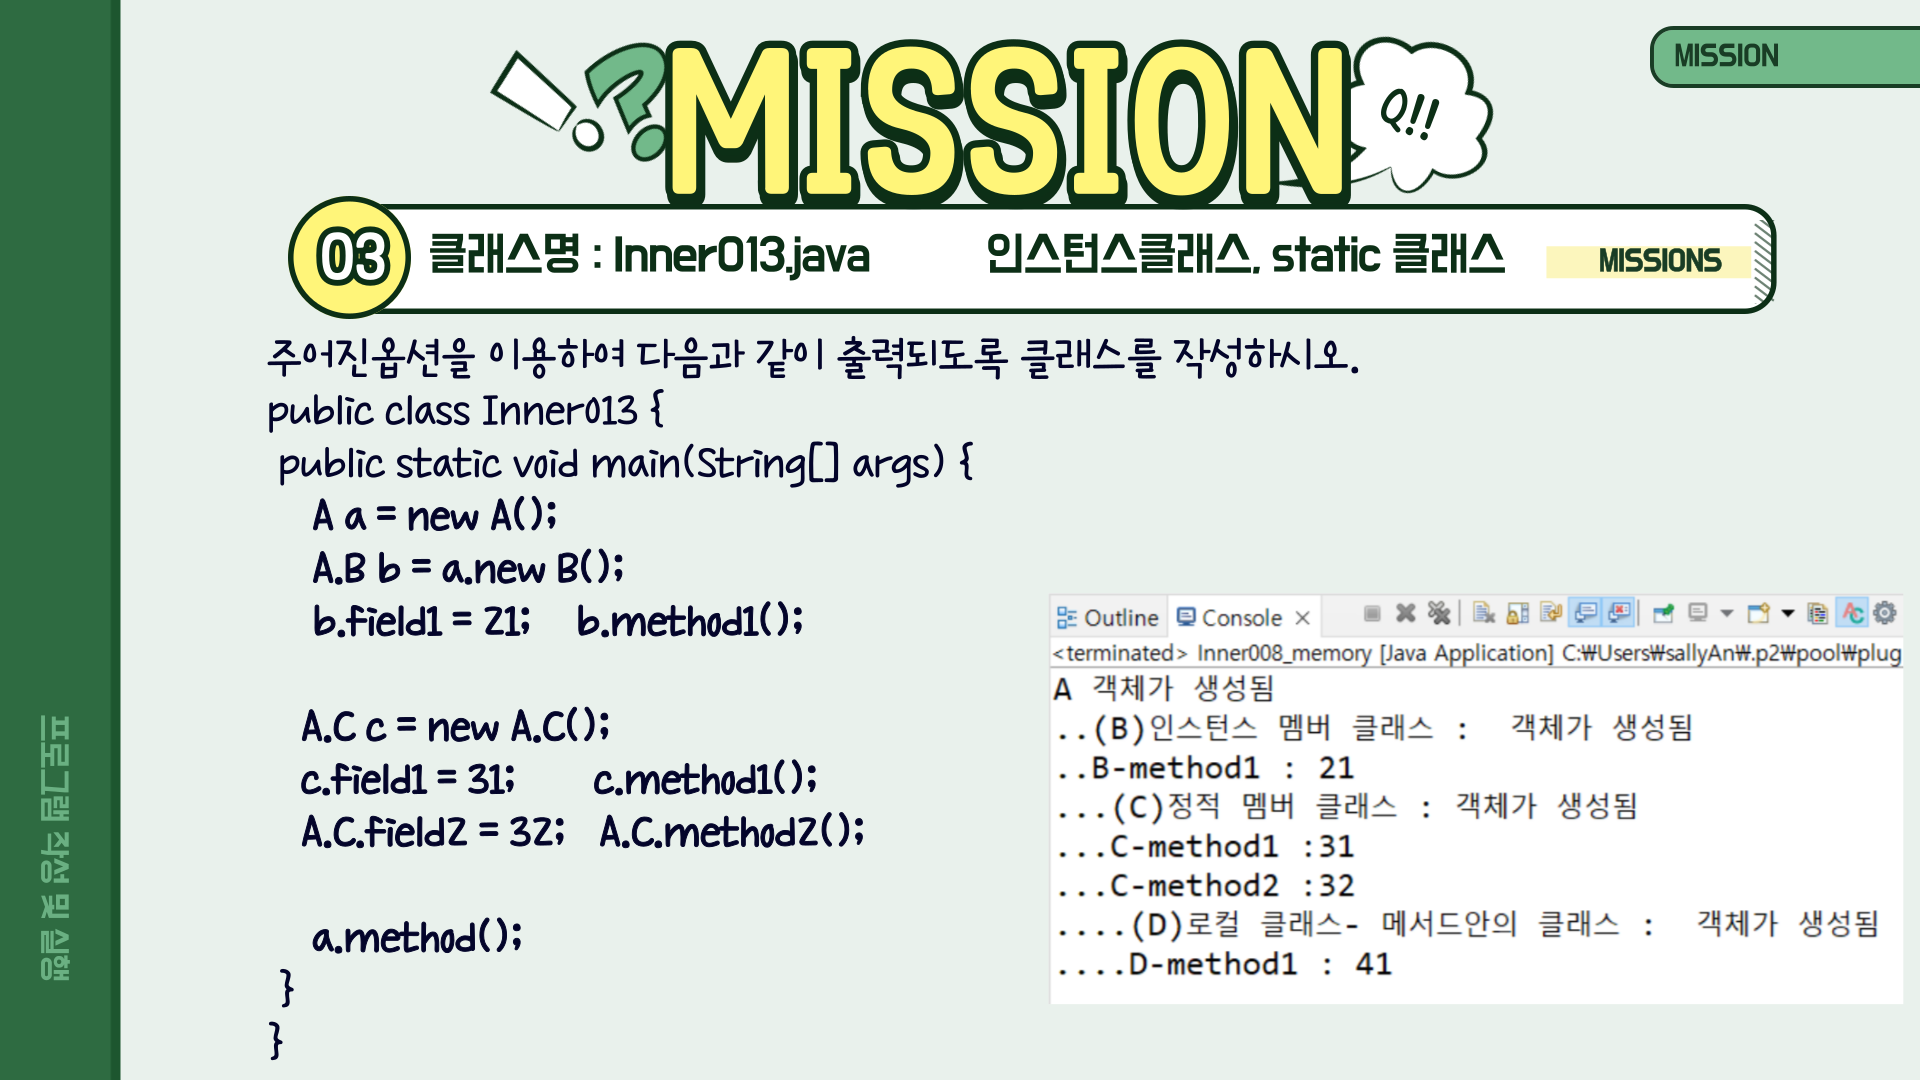 MISSION
!?
MISSION
Q!!
03
클래스명 : Inner013.java 인스턴스클래스, static 클래스
MISSIONS
주어진옵션을 이용하여 다음과 같이 출력되도록 클래스를 작성하시오.
public class Inner013 {
public static void main(String[] args) {
A a = new A();
A.B b = a.new B();
b.field1 = 21; b.method1();
A.C c = new A.C();
c.field1 = 31; c.method1();
A.C.field2 = 32; A.C.method2();
a.method();
}
}
Outline Console
<terminated> Inner008_memory [Java Application] C:₩Users₩sallyAn₩.p2₩pool₩plug
A 객체가 생성됨
..(B)인스턴스 멤버 클래스 : 객체가 생성됨
..B-method1 : 21
...(C)정적 멤버 클래스 : 객체가 생성됨
...C-method1 :31
...C-method2 :32
....(D)로컬 클래스- 메서드안의 클래스 : 객체가 생성됨
....D-method1 : 41
프로그램 작성 및 실행